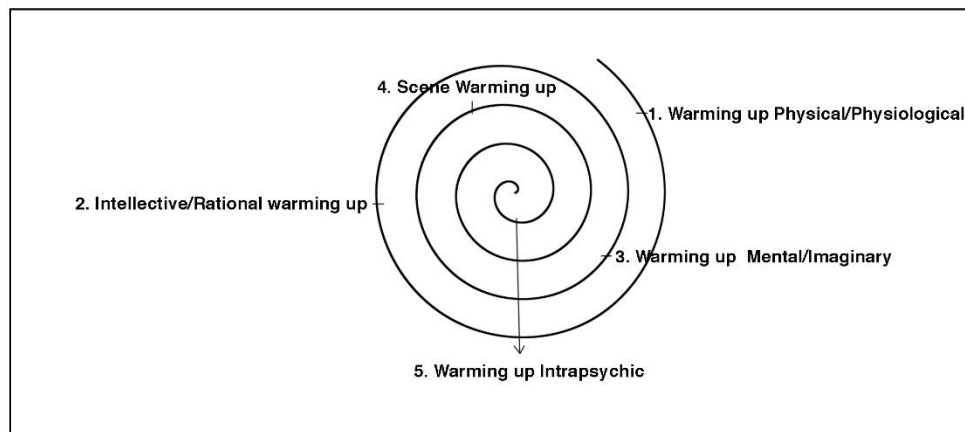 4. Scene Warming up
1. Warming up Physical/Physiological
2. Intellective/Rational warming up
3. Warming up Mental/Imaginary
5. Warming up Intrapsychic